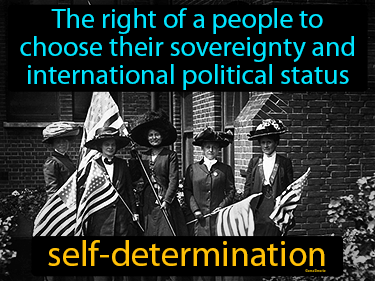 The right of a people to
choose their sovereignty and
international political status
self-determination